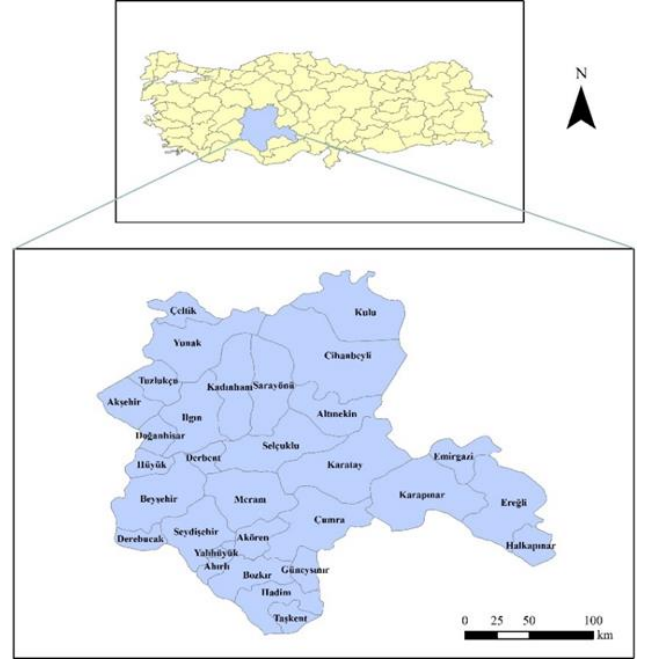 N
Çeltik
Kulu
Yunak
Cihanbeyli
Tuzlukçu
Kadınhanı
Sarayönü
Akşehir
Altınekin
Ilgın
Doğanhisar
Selçuklu
Derbent
Emirgazi
Hüyük
Karatay
Beyşehir
Meram
Karapınar
Ereğli
Çumra
Seydişehir
Derebucak
Akören
Halkapınar
Yalıhüyük
Ahırlı
Güneysınır
Bozkır
Hadim
Taşkent
0 25 50 100
km